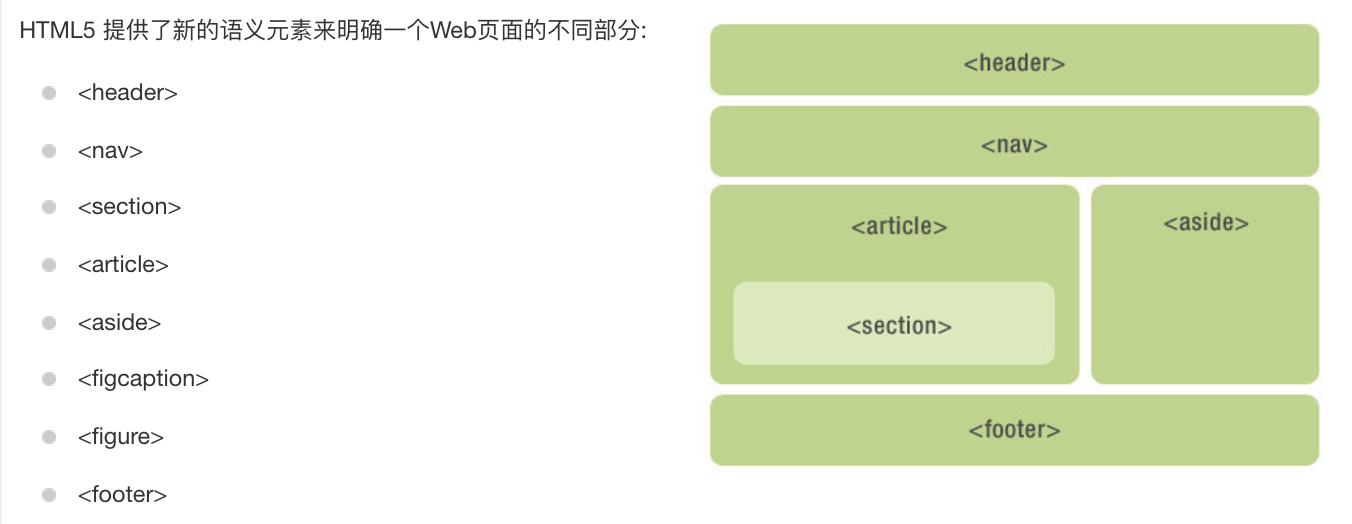 HTML5 提供了新的语义元素来明确一个Web页面的不同部分:
<header>
<nav>
<section>
<article>
<aside>
<figcaption>
<figure>
<footer>
<header>
<nav>
<article>
<section>
<aside>
<footer>